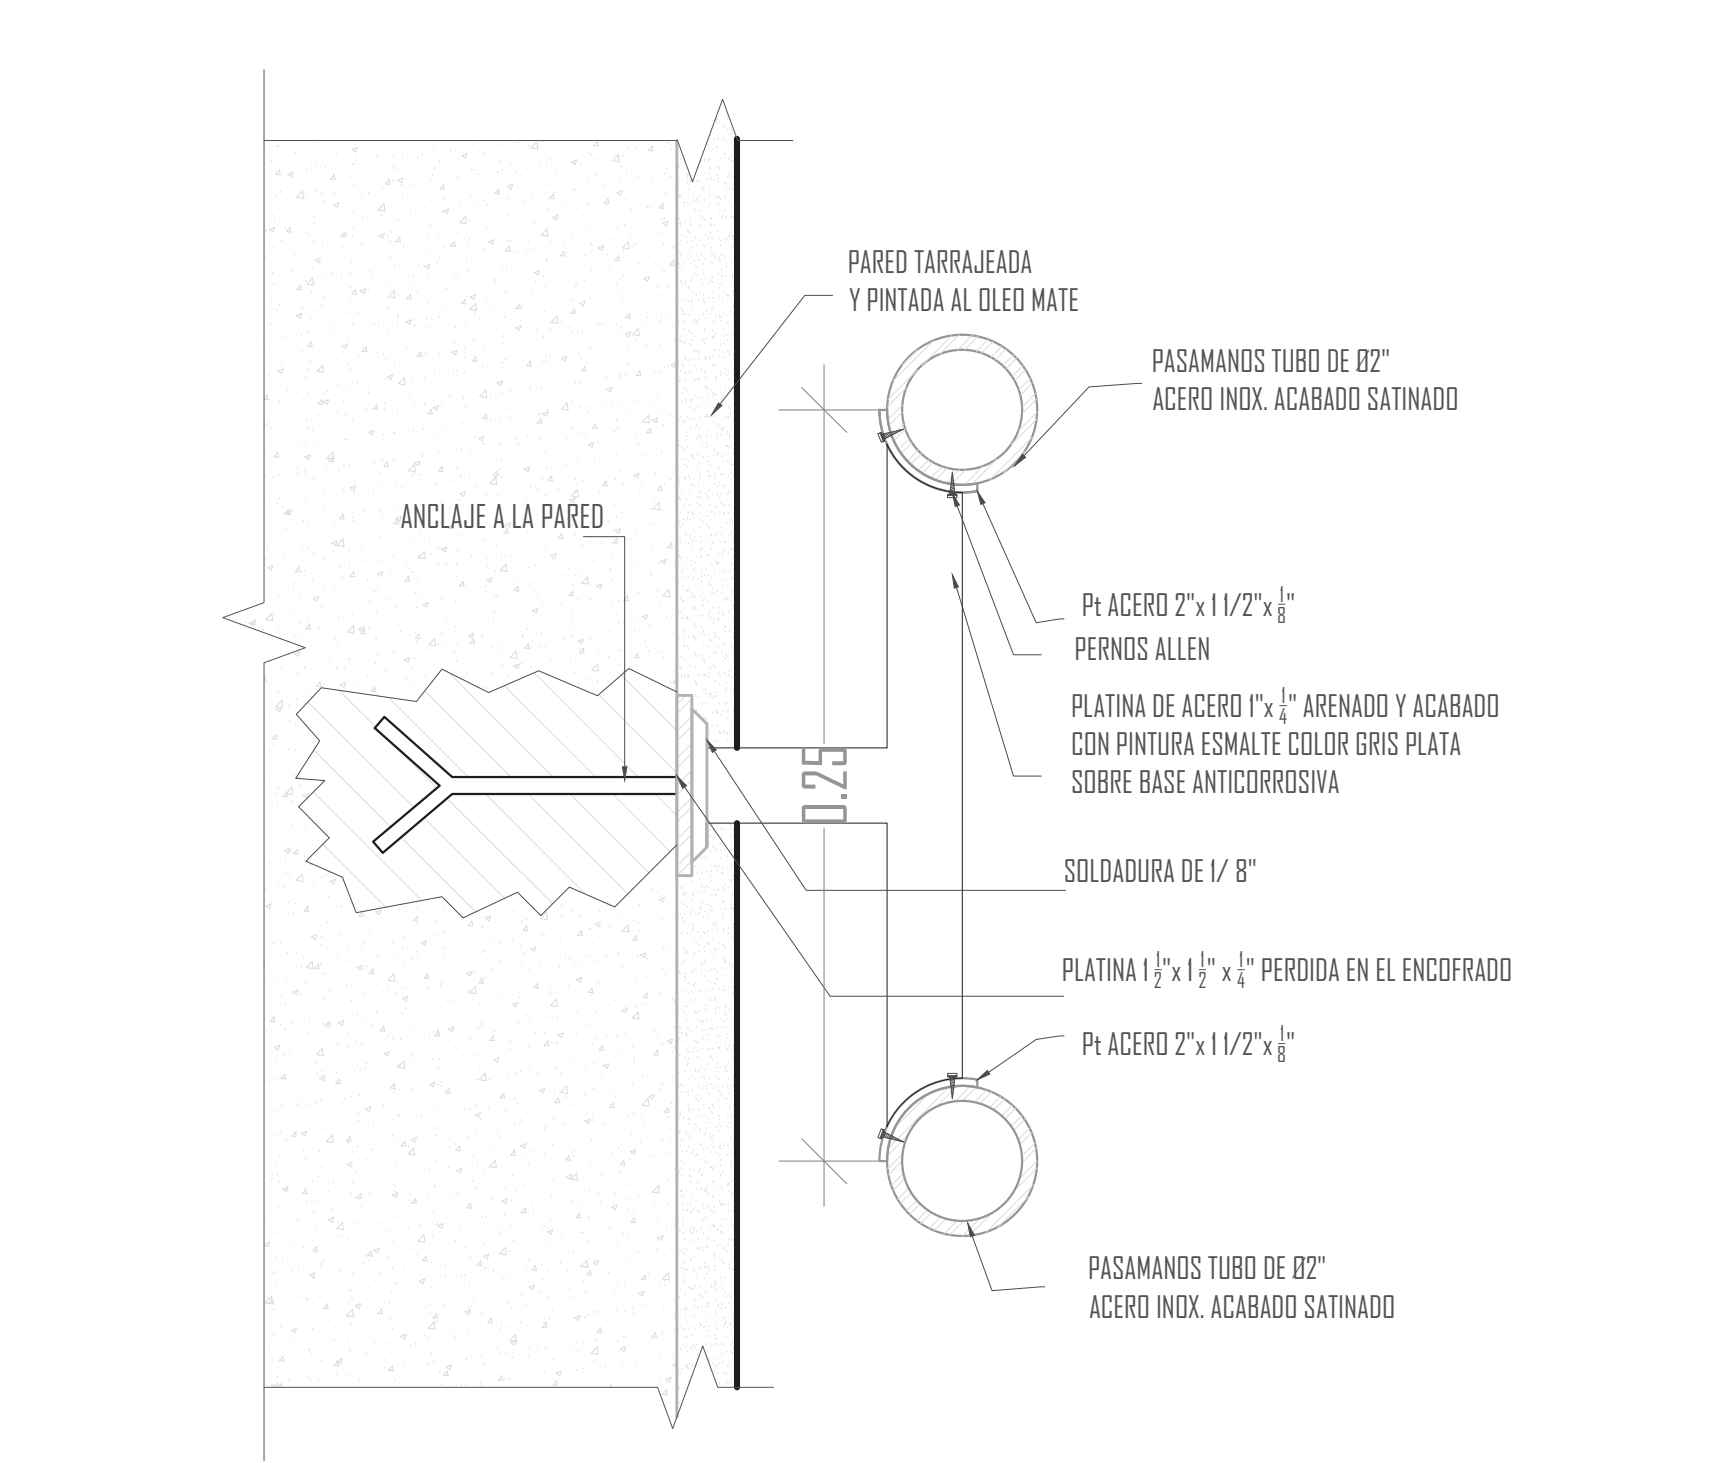 PARED TARRAJEADA
Y PINTADA AL OLEO MATE
PASAMANOS TUBO DE Ø2"
ACERO INOX. ACABADO SATINADO
ANCLAJE A LA PARED
Pt ACERO 2"x 1 1/2"x 1/8"
PERNOS ALLEN
PLATINA DE ACERO 1"x 1/4" ARENADO Y ACABADO
CON PINTURA ESMALTE COLOR GRIS PLATA
SOBRE BASE ANTICORROSIVA
0.25
SOLDADURA DE 1/ 8"
PLATINA 1 1/2"x 1 1/2" x 1/4" PERDIDA EN EL ENCOFRADO
Pt ACERO 2"x 1 1/2"x 1/8"
PASAMANOS TUBO DE Ø2"
ACERO INOX. ACABADO SATINADO